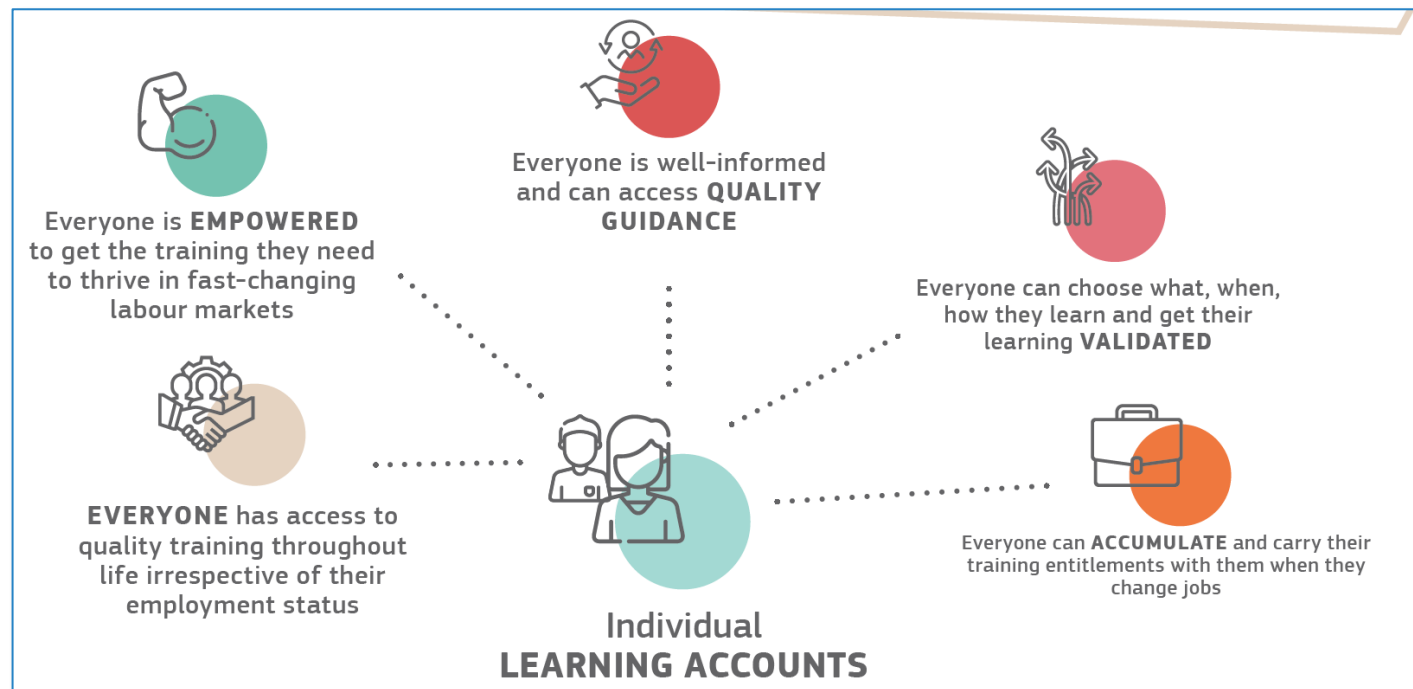 Everyone is EMPOWERED
to get the training they need
to thrive in fast-changing
labour markets
Everyone is well-informed
and can access QUALITY
GUIDANCE
Everyone can choose what, when,
how they learn and get their
learning VALIDATED
EVERYONE has access to
quality training throughout
life irrespective of their
employment status
Everyone can ACCUMULATE and carry their
training entitlements with them when they
change jobs
Individual
LEARNING ACCOUNTS